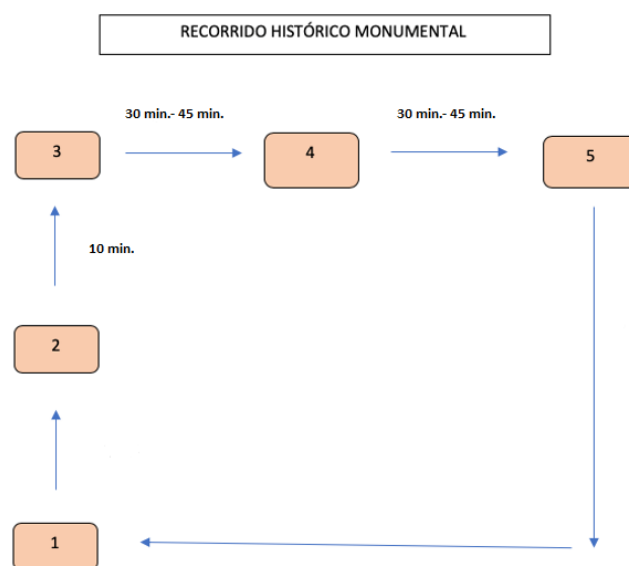 RECORRIDO HISTÓRICO MONUMENTAL
30 min.- 45 min.
30 min.- 45 min.
3
4
5
10 min.
2
1